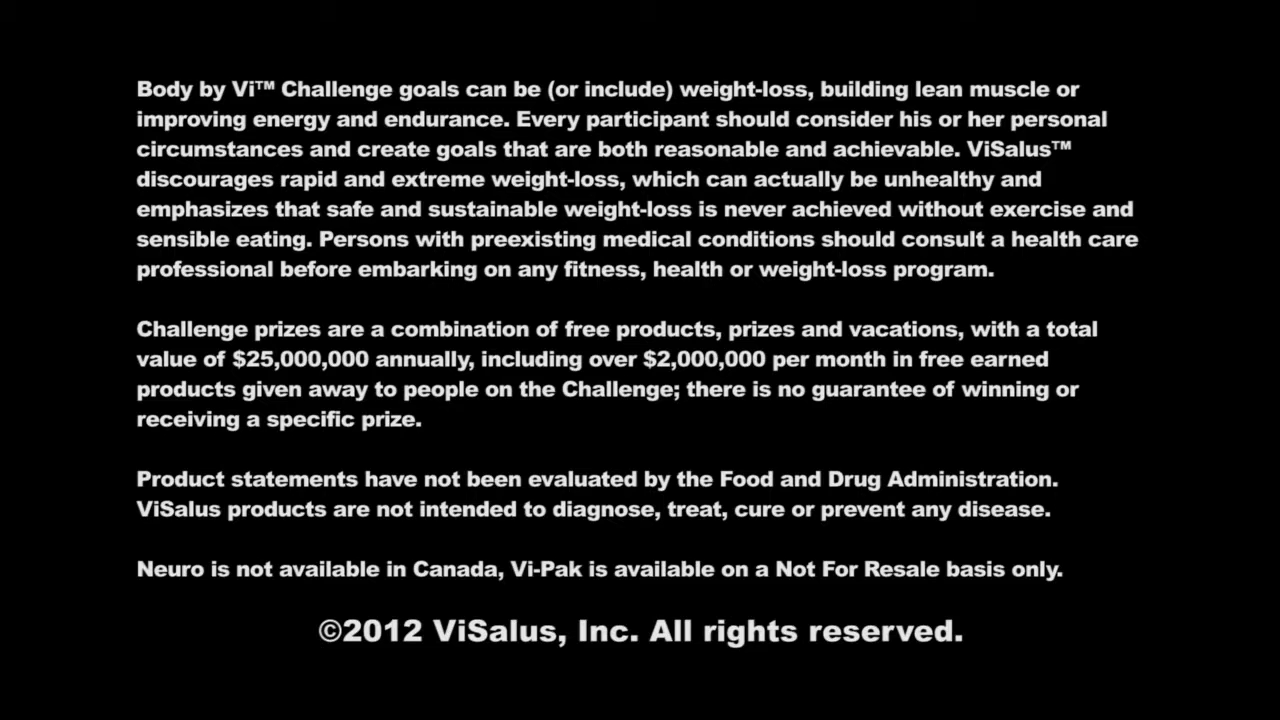 Body by Vi™ Challenge goals can be (or include) weight-loss, building lean muscle or
improving energy and endurance. Every participant should consider his or her personal
circumstances and create goals that are both reasonable and achievable. ViSalus™
discourages rapid and extreme weight-loss, which can actually be unhealthy and
emphasizes that safe and sustainable weight-loss is never achieved without exercise and
sensible eating. Persons with preexisting medical conditions should consult a health care
professional before embarking on any fitness, health or weight-loss program.
Challenge prizes are a combination of free products, prizes and vacations, with a total
value of $25,000,000 annually, including over $2,000,000 per month in free earned
products given away to people on the Challenge; there is no guarantee of winning or
receiving a specific prize.
Product statements have not been evaluated by the Food and Drug Administration.
ViSalus products are not intended to diagnose, treat, cure or prevent any disease.
Neuro is not available in Canada, Vi-Pak is available on a Not For Resale basis only.
©2012 ViSalus, Inc. All rights reserved.